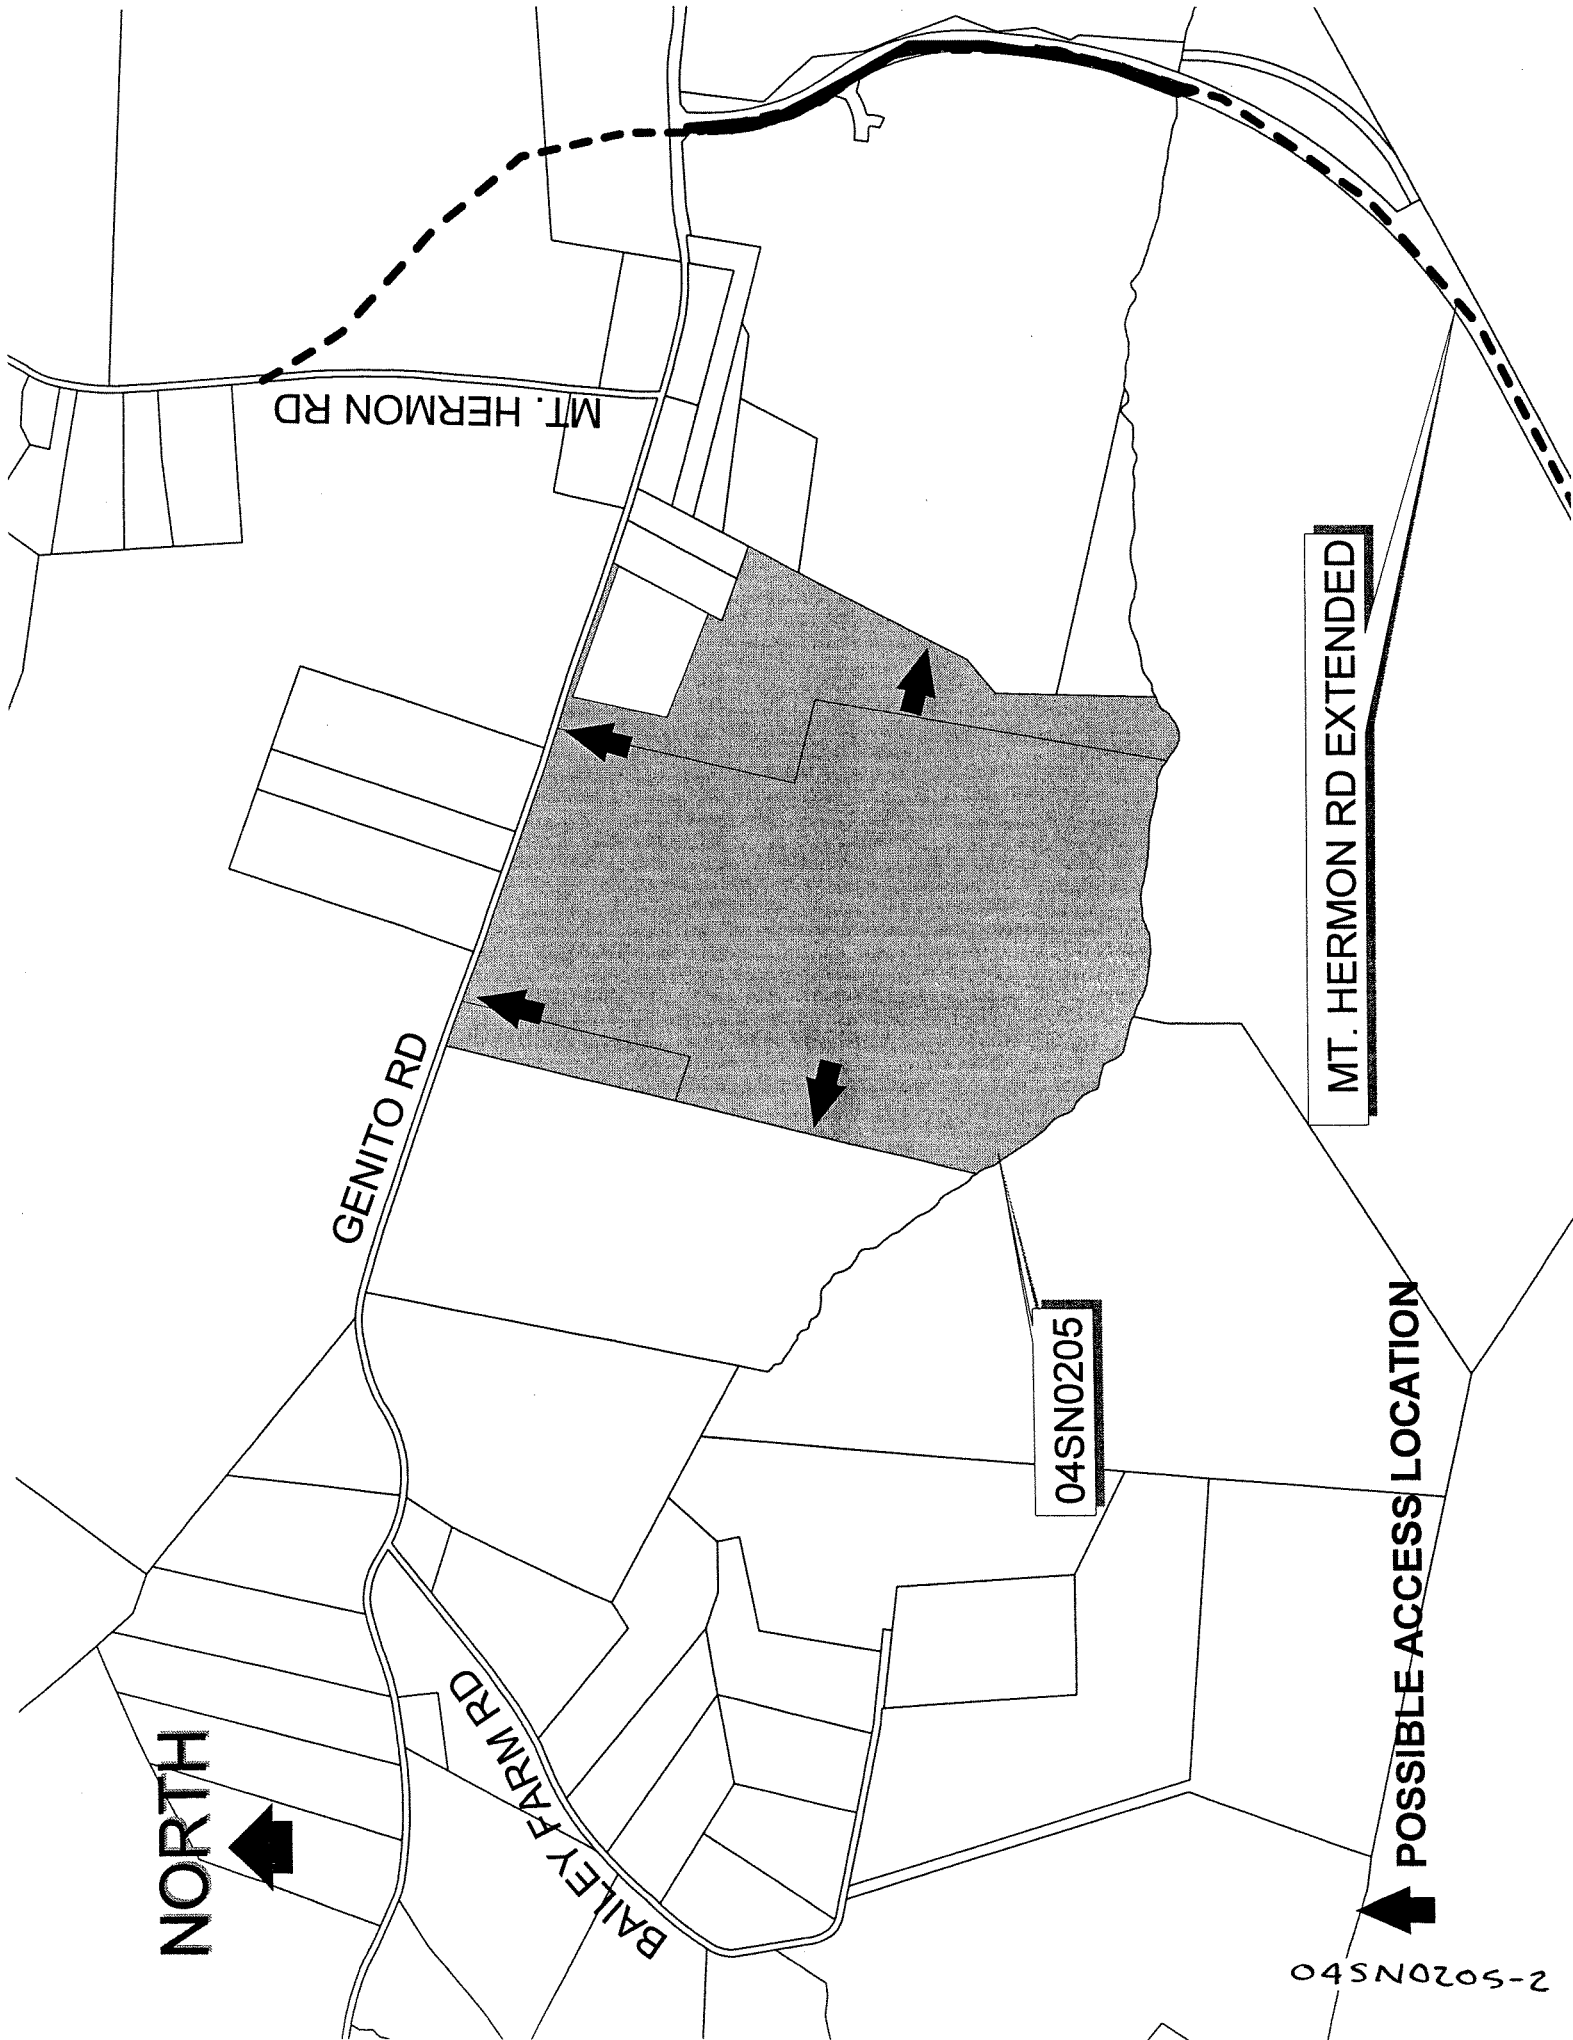 NORTH
BAILEY FARM RD
GENITO RD
MT. HERMON RD
04SN0205
MT. HERMON RD EXTENDED
POSSIBLE ACCESS LOCATION
04SN0205-2